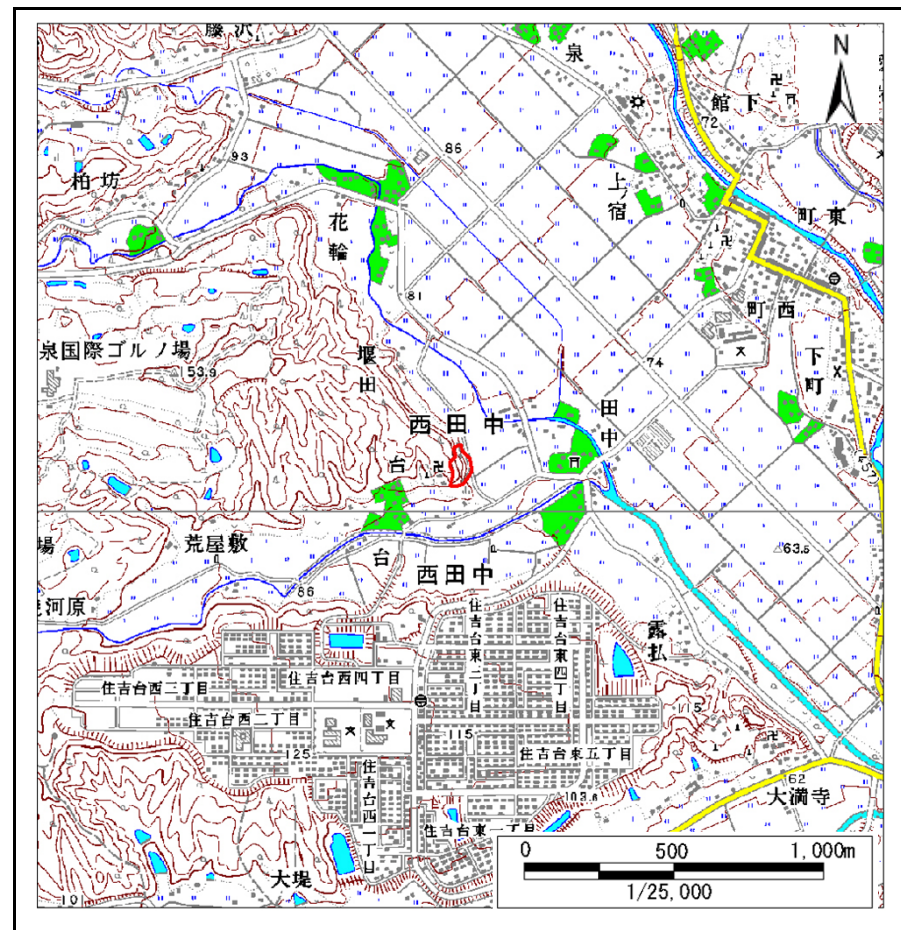 藤沢
泉
N
館下
72
86
93
柏坊
上ノ宿
東町
花輪
81
西町
泉国際ゴルフ場
53.9
堰田
74
下町
西田中
田中
台
荒屋敷
台
西田中
63.5
86
河原
住吉台東二丁目
住吉台東四丁目
露払
住吉台西四丁目
住吉台西三丁目
住吉台西二丁目
115
115
125
住吉台東五丁目
住吉台西一丁目
62
103.6
大満寺
住吉台東一丁目
大堤
0 500 1,000m
1/25,000